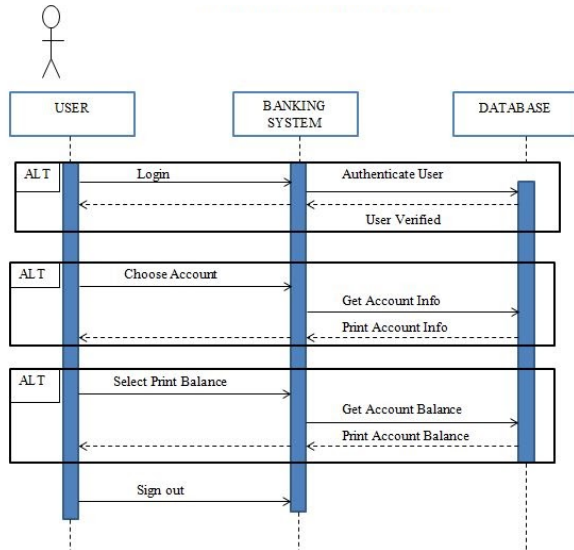 USER
BANKING
SYSTEM
DATABASE
ALT
Login
Authenticate User
User Verified
ALT
Choose Account
Get Account Info
Print Account Info
ALT
Select Print Balance
Get Account Balance
Print Account Balance
Sign out